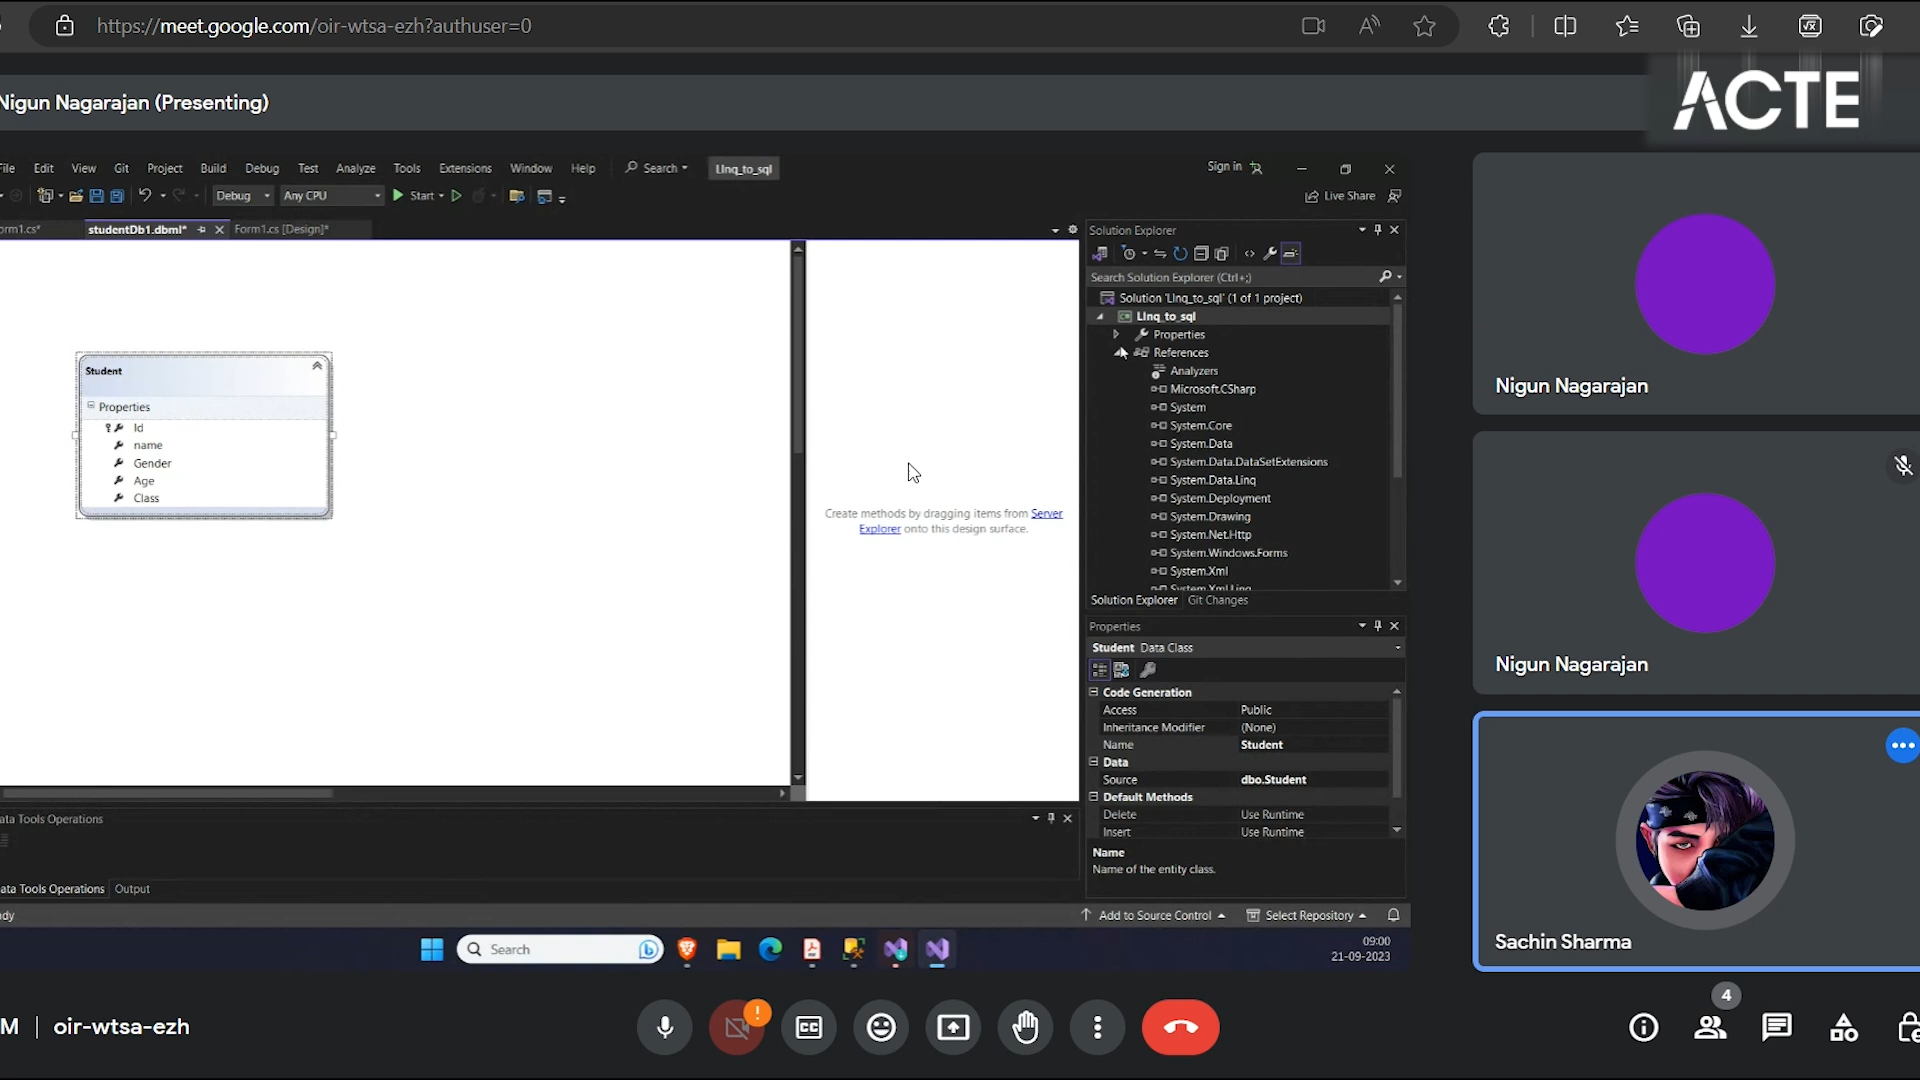 https://meet.google.com/oir-wtsa-ezh?authuser=0
ACTE
Nigun Nagarajan (Presenting)
File Edit View Git Project Build Debug Test Analyze Tools Extensions Window Help Search LInq_to_sql Sign in
Debug Any CPU Start Live Share
orm1.cs* studentDb1.dbml* Form1.cs [Design]*
Solution Explorer
Search Solution Explorer (Ctrl+;)
Solution 'LInq_to_sql' (1 of 1 project)
LInq_to_sql
Properties
References
Analyzers
Microsoft.CSharp
System
System.Core
System.Data
System.Data.DataSetExtensions
System.Data.Linq
System.Deployment
System.Drawing
System.Net.Http
System.Windows.Forms
System.Xml
System.Xml.Linq
Solution Explorer Git Changes
Student
Properties
Id
name
Gender
Age
Class
Create methods by dragging items from Server
Explorer onto this design surface.
Properties
Student Data Class
Code Generation
Access Public
Inheritance Modifier (None)
Name Student
Data
Source dbo.Student
Default Methods
Delete Use Runtime
Insert Use Runtime
Name
Name of the entity class.
ata Tools Operations
ata Tools Operations Output
dy
Add to Source Control Select Repository
Search
09:00
21-09-2023
Nigun Nagarajan
Nigun Nagarajan
Sachin Sharma
M | oir-wtsa-ezh
CC
4